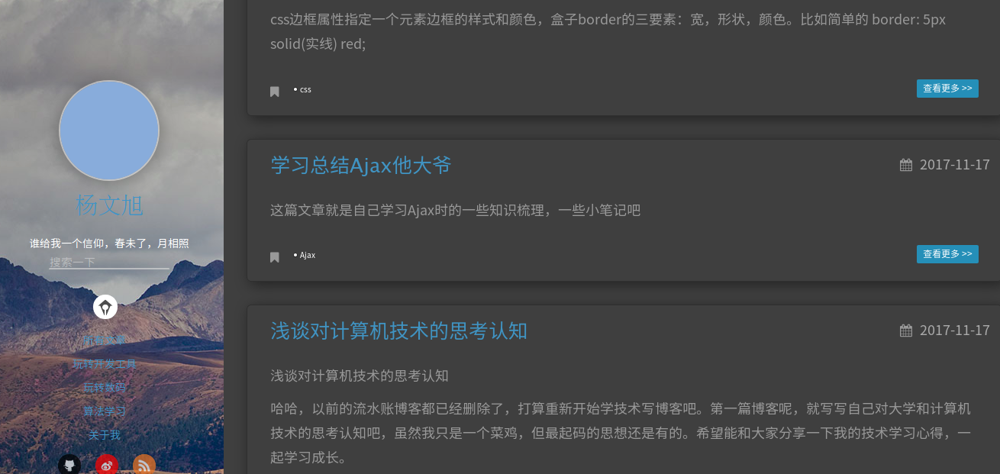 杨文旭
谁给我一个信仰，春未了，月相照
搜索一下
玩转开发工具
玩转数码
算法学习
关于我
css边框属性指定一个元素边框的样式和颜色，盒子border的三要素：宽，形状，颜色。比如简单的 border: 5px
solid(实线) red;
• css
查看更多 >>
学习总结Ajax他大爷
2017-11-17
这篇文章就是自己学习Ajax时的一些知识梳理，一些小笔记吧
• Ajax
查看更多 >>
浅谈对计算机技术的思考认知
2017-11-17
浅谈对计算机技术的思考认知
哈哈，以前的流水账博客都已经删除了，打算重新开始学技术写博客吧。第一篇博客呢，就写写自己对大学和计算机
技术的思考认知吧，虽然我只是一个菜鸡，但最起码的思想还是有的。希望能和大家分享一下我的技术学习心得，一
起学习成长。